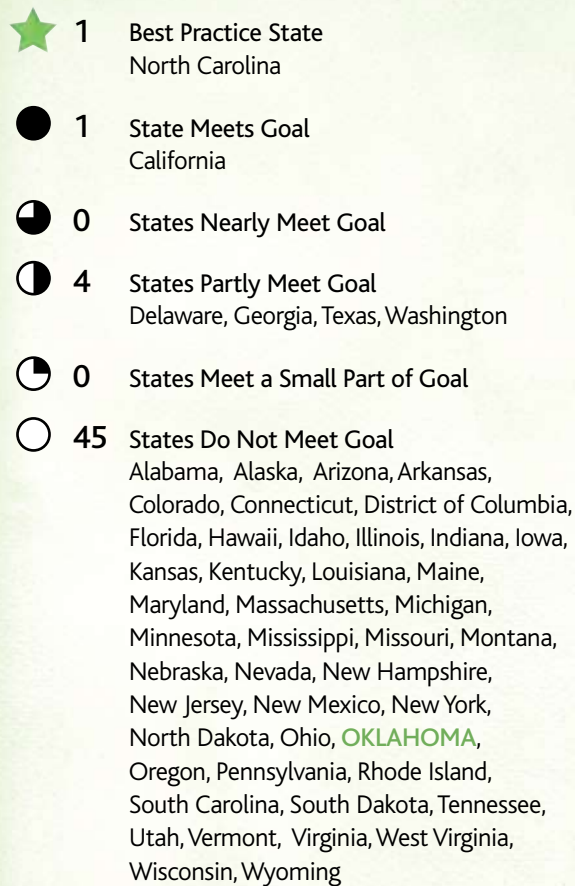 1 Best Practice State
North Carolina
1 State Meets Goal
California
0 States Nearly Meet Goal
4 States Partly Meet Goal
Delaware, Georgia, Texas, Washington
0 States Meet a Small Part of Goal
45 States Do Not Meet Goal
Alabama, Alaska, Arizona, Arkansas,
Colorado, Connecticut, District of Columbia,
Florida, Hawaii, Idaho, Illinois, Indiana, Iowa,
Kansas, Kentucky, Louisiana, Maine,
Maryland, Massachusetts, Michigan,
Minnesota, Mississippi, Missouri, Montana,
Nebraska, Nevada, New Hampshire,
New Jersey, New Mexico, New York,
North Dakota, Ohio, OKLAHOMA,
Oregon, Pennsylvania, Rhode Island,
South Carolina, South Dakota, Tennessee,
Utah, Vermont, Virginia, West Virginia,
Wisconsin, Wyoming